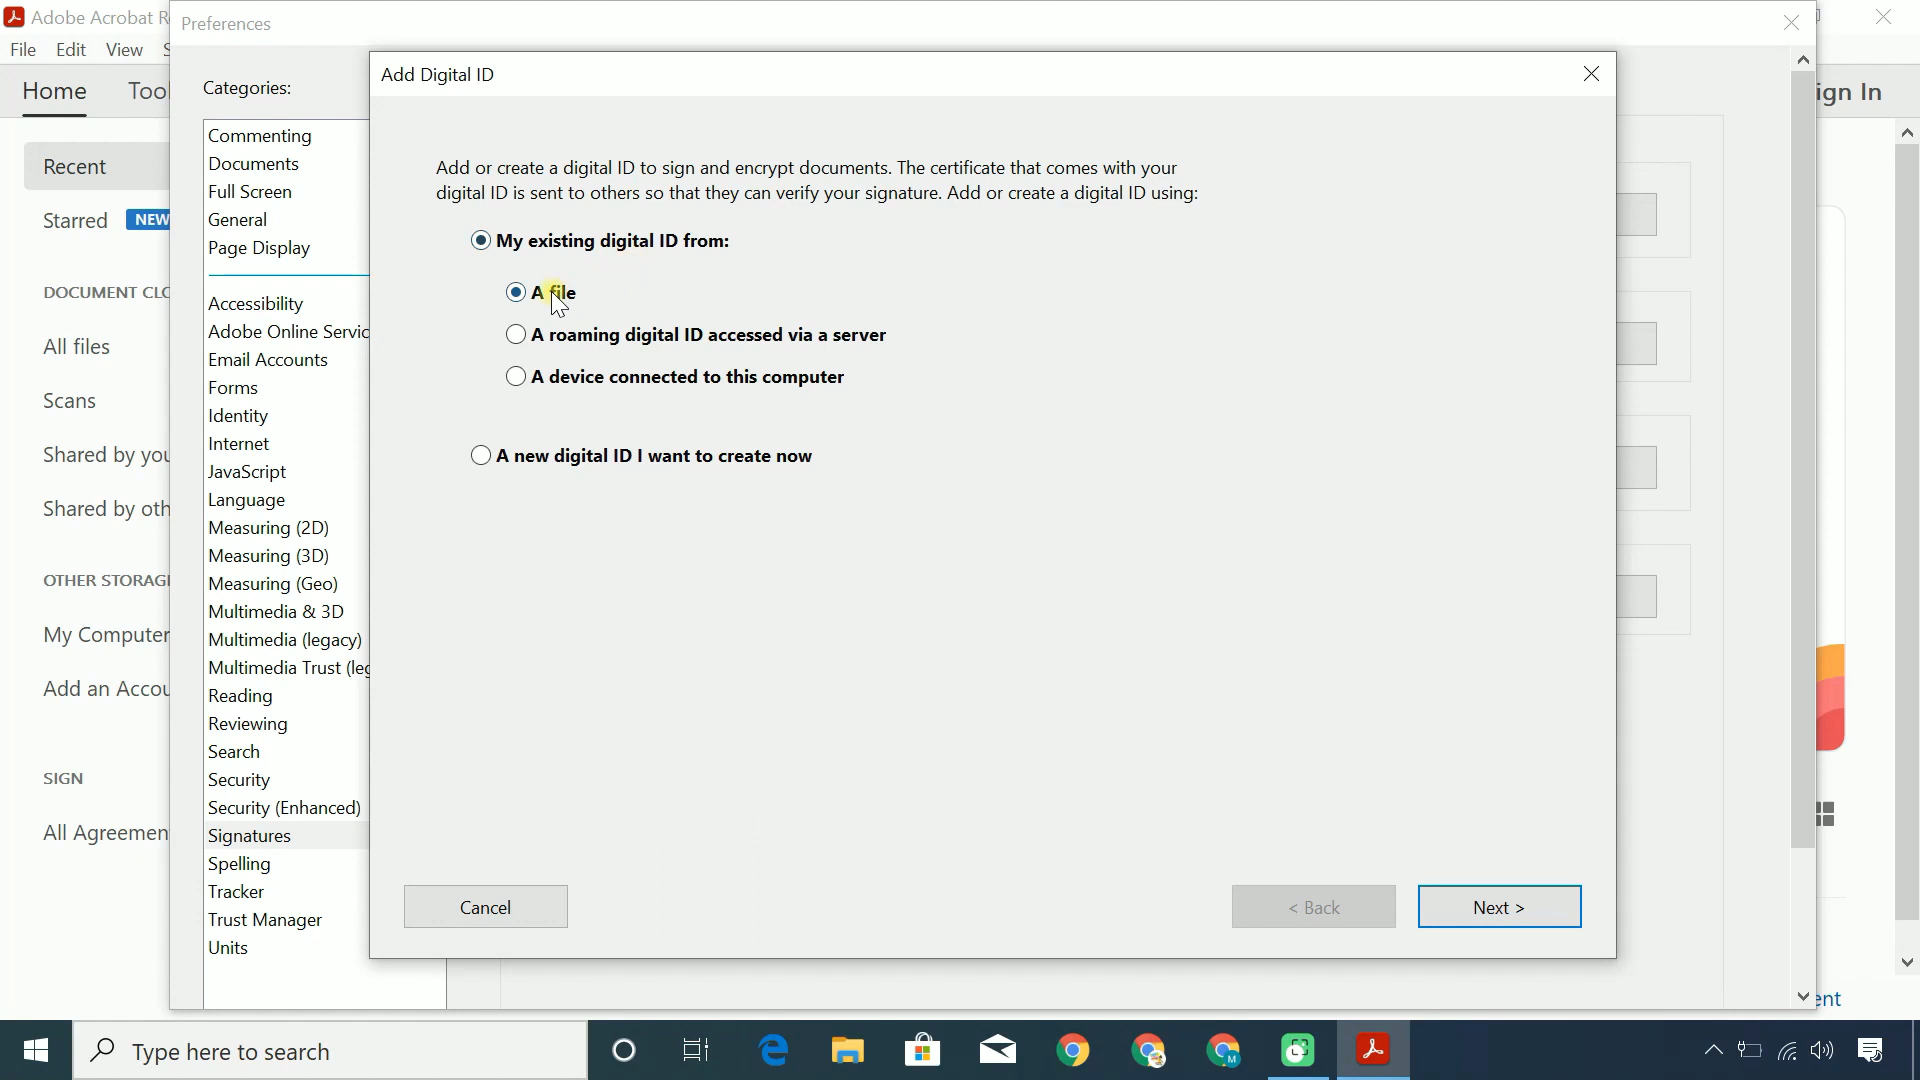 Adobe Acrobat Re
Preferences
File Edit View S
Add Digital ID
Home Tool
Categories:
ign In
Commenting
Documents
Full Screen
General
Page Display
Accessibility
Adobe Online Servic
Email Accounts
Forms
Identity
Internet
JavaScript
Language
Measuring (2D)
Measuring (3D)
Measuring (Geo)
Multimedia & 3D
Multimedia (legacy)
Multimedia Trust (leg
Reading
Reviewing
Search
Security
Security (Enhanced)
Signatures
Spelling
Tracker
Trust Manager
Units
Recent
Starred NEW
DOCUMENT CLO
All files
Scans
Shared by you
Shared by oth
OTHER STORAGE
My Computer
Add an Accou
SIGN
All Agreemen
Add or create a digital ID to sign and encrypt documents. The certificate that comes with your
digital ID is sent to others so that they can verify your signature. Add or create a digital ID using:
My existing digital ID from:
A file
A roaming digital ID accessed via a server
A device connected to this computer
A new digital ID I want to create now
Cancel
< Back
Next >
ent
Type here to search
M